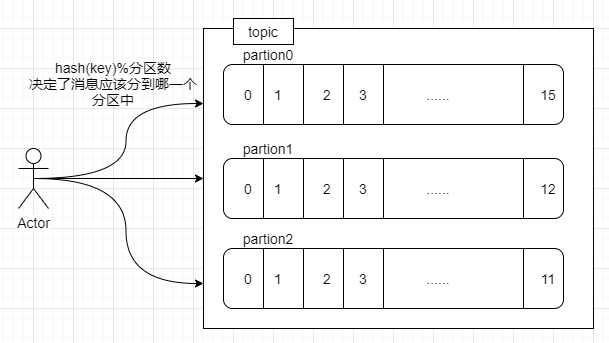 topic
hash(key)%分区数
决定了消息应该分到哪一个
分区中
partion0
0 1 2 3 ...... 15
partion1
0 1 2 3 ...... 12
Actor
partion2
0 1 2 3 ...... 11